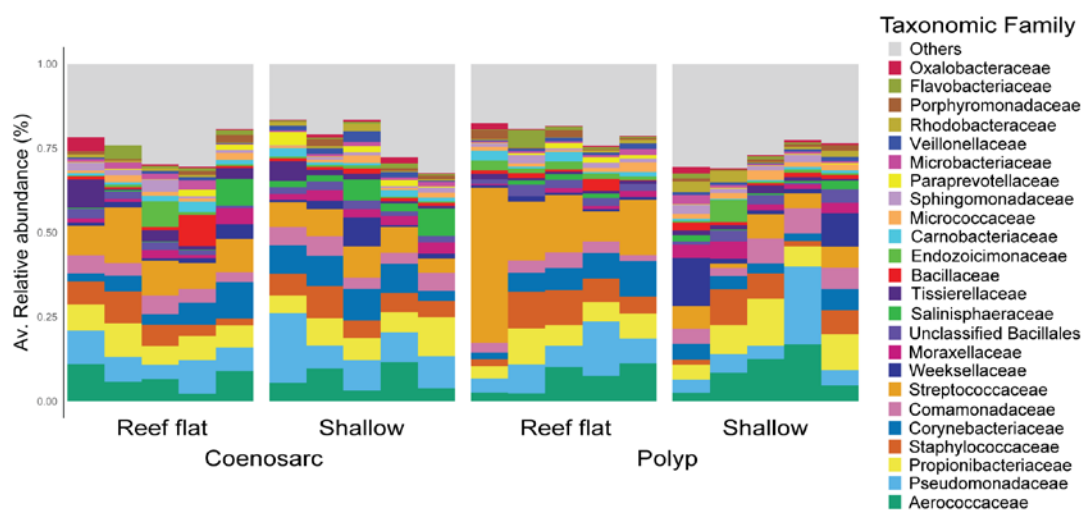 Taxonomic Family
Others
Oxalobacteraceae
Flavobacteriaceae
Porphyromonadaceae
Rhodobacteraceae
Veillonellaceae
Microbacteriaceae
Paraprevotellaceae
Sphingomonadaceae
Micrococcaceae
Carnobacteriaceae
Endozoicimonaceae
Bacillaceae
Tissierellaceae
Salinisphaeraceae
Unclassified Bacillales
Moraxellaceae
Weeksellaceae
Streptococcaceae
Comamonadaceae
Corynebacteriaceae
Staphylococcaceae
Propionibacteriaceae
Pseudomonadaceae
Aerococcaceae
Av. Relative abundance (%)
1.00
0.75
0.50
0.25
0.00
Reef flat Shallow Reef flat Shallow
Coenosarc Polyp